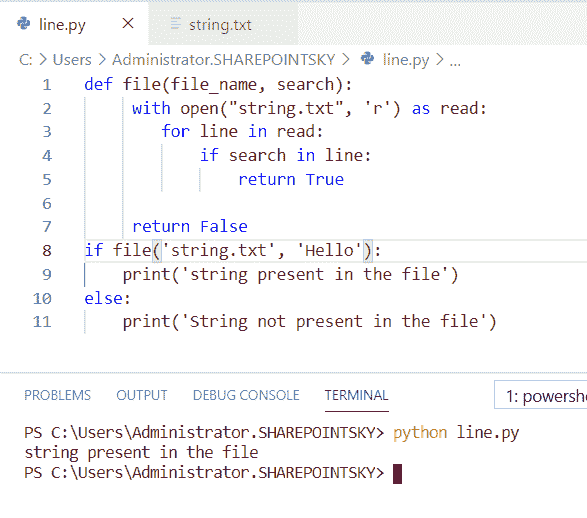 line.py × string.txt
C: > Users > Administrator.SHAREPOINTSKY > line.py > ...
1 def file(file_name, search):
2 with open("string.txt", 'r') as read:
3 for line in read:
4 if search in line:
5 return True
6
7 return False
8 if file('string.txt', 'Hello'):
9 print('string present in the file')
10 else:
11 print('String not present in the file')
PROBLEMS OUTPUT DEBUG CONSOLE TERMINAL 1: powershe
PS C:\Users\Administrator.SHAREPOINTSKY> python line.py
string present in the file
PS C:\Users\Administrator.SHAREPOINTSKY>